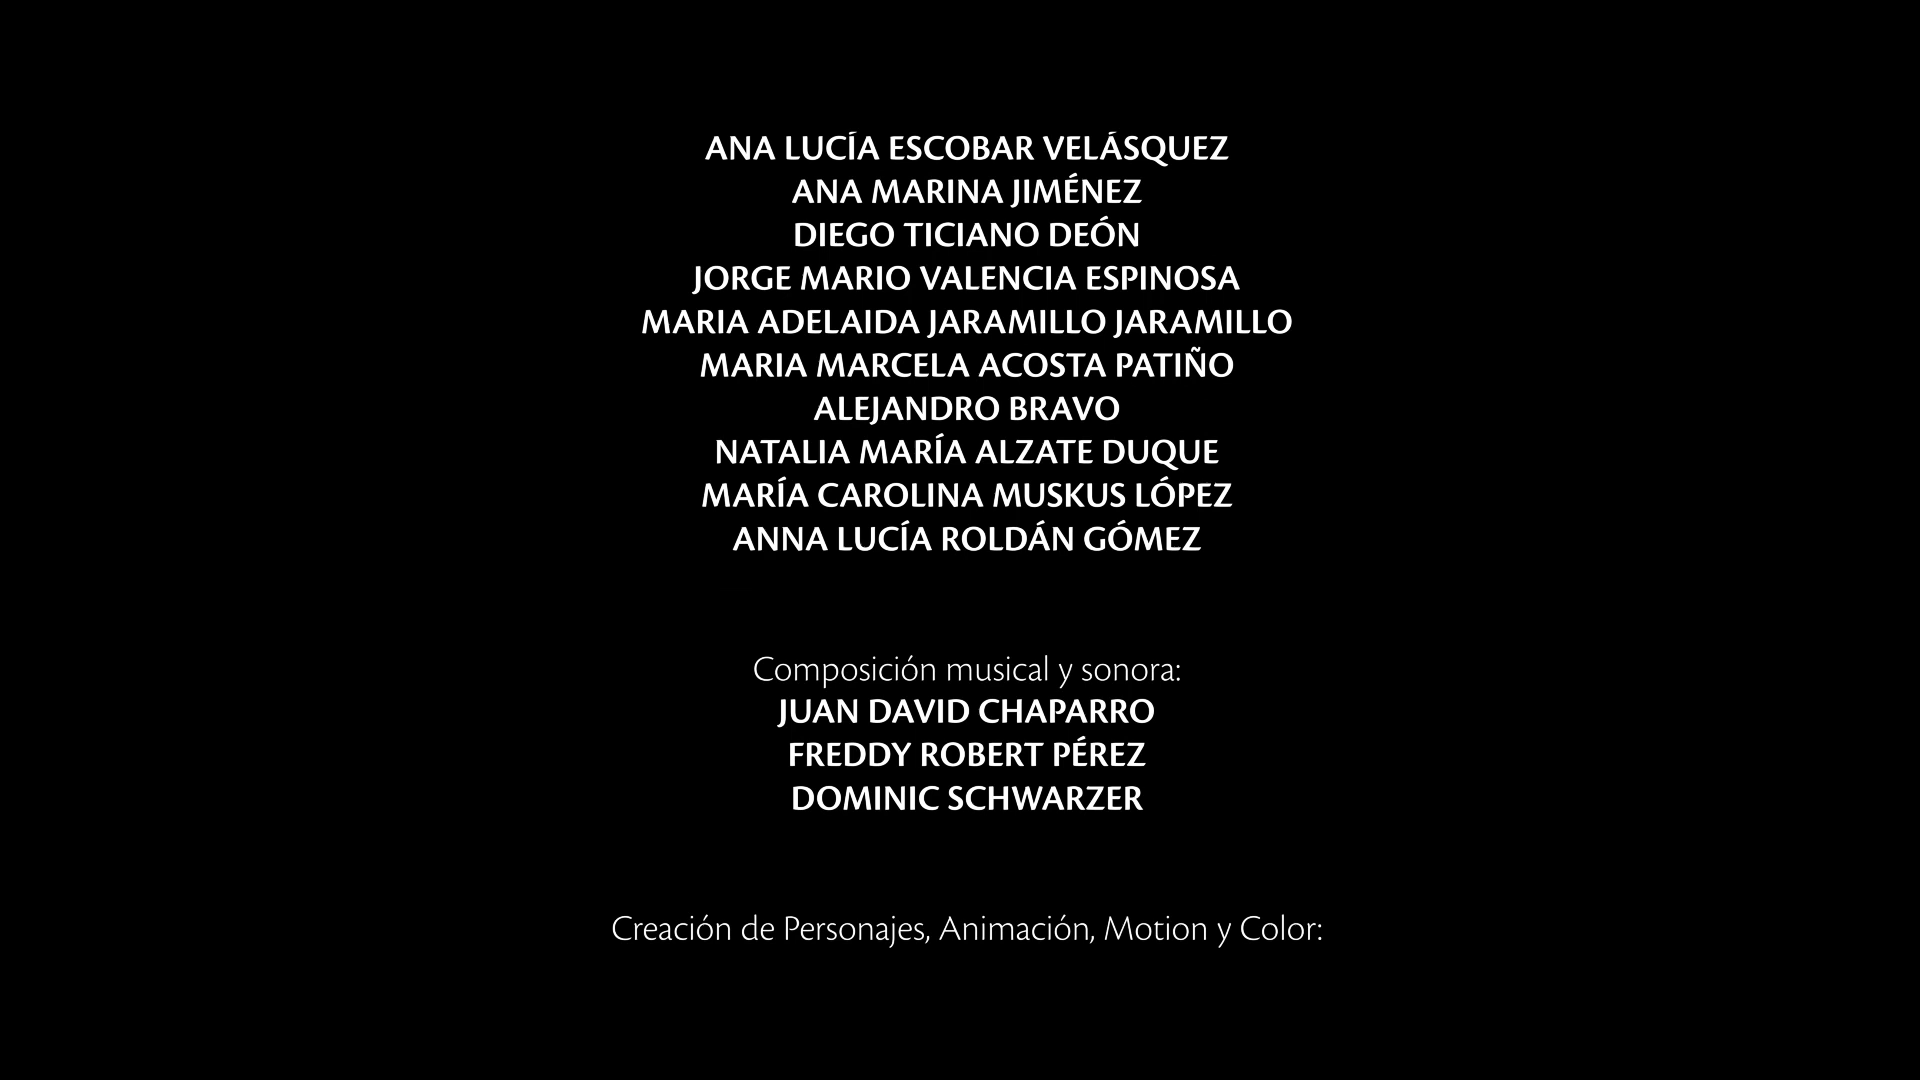 ANA LUCÍA ESCOBAR VELÁSQUEZ
ANA MARINA JIMÉNEZ
DIEGO TICIANO DEÓN
JORGE MARIO VALENCIA ESPINOSA
MARIA ADELAIDA JARAMILLO JARAMILLO
MARIA MARCELA ACOSTA PATIÑO
ALEJANDRO BRAVO
NATALIA MARÍA ALZATE DUQUE
MARÍA CAROLINA MUSKUS LÓPEZ
ANNA LUCÍA ROLDÁN GÓMEZ
Composición musical y sonora:
JUAN DAVID CHAPARRO
FREDDY ROBERT PÉREZ
DOMINIC SCHWARZER
Creación de Personajes, Animación, Motion y Color: